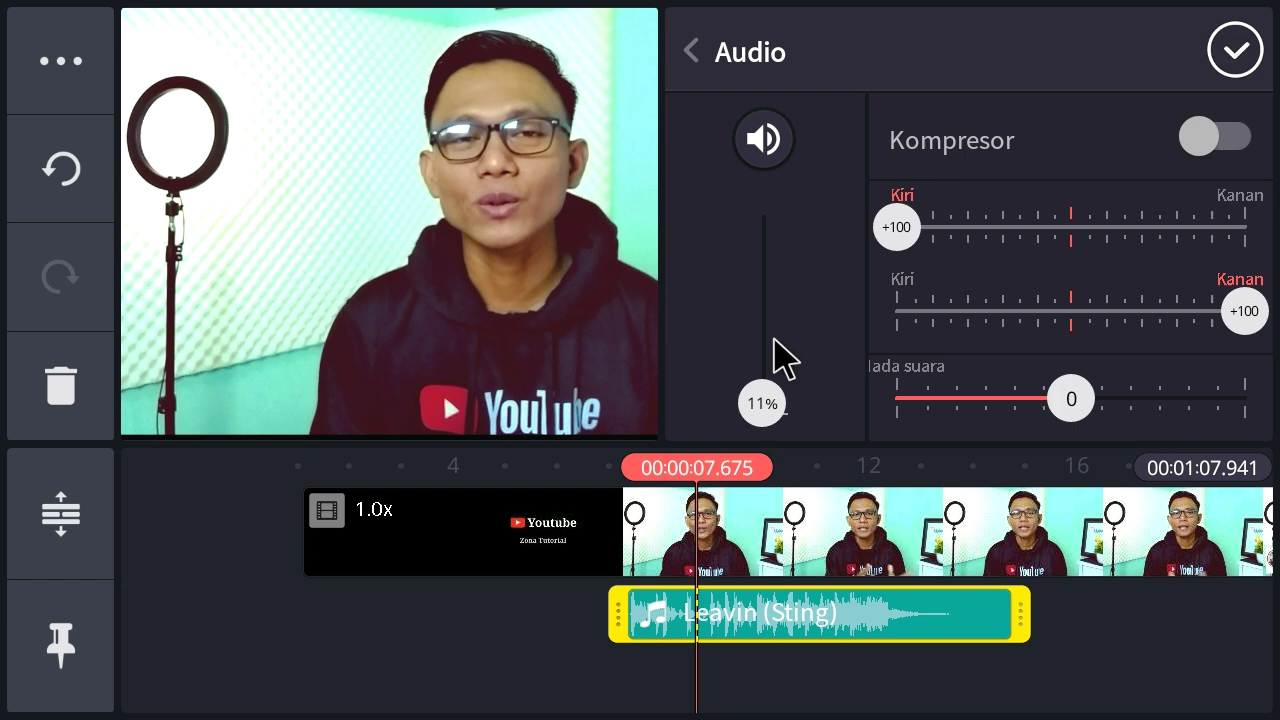 Audio
Kompresor
Kiri
Kanan
+100
Kiri
Kanan
+100
lada suara
0
11%
YouTube
4
00:00:07.675
12
16
00:01:07.941
1.0x
Youtube
Zona Tutorial
Leavin (Sting)